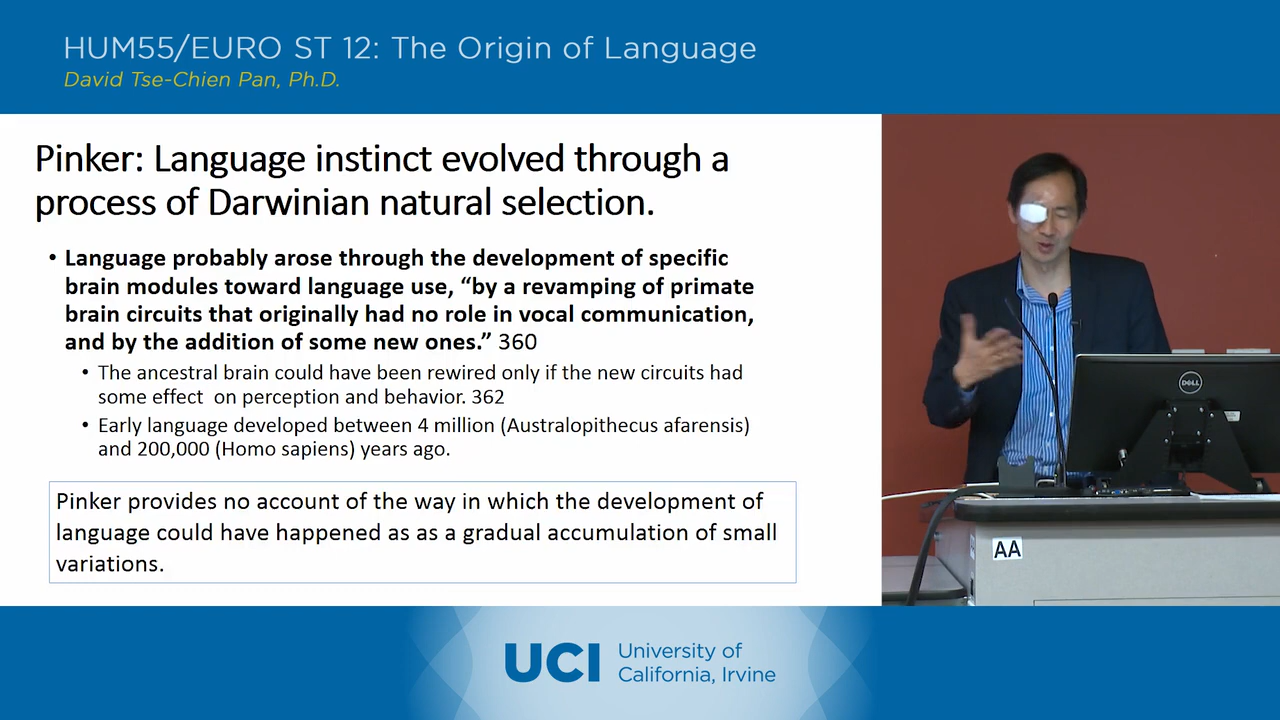 HUM55/EURO ST 12: The Origin of Language
David Tse-Chien Pan, Ph.D.
Pinker: Language instinct evolved through a
process of Darwinian natural selection.
• Language probably arose through the development of specific
brain modules toward language use, “by a revamping of primate
brain circuits that originally had no role in vocal communication,
and by the addition of some new ones.” 360
• The ancestral brain could have been rewired only if the new circuits had
some effect on perception and behavior. 362
• Early language developed between 4 million (Australopithecus afarensis)
and 200,000 (Homo sapiens) years ago.
Pinker provides no account of the way in which the development of
language could have happened as as a gradual accumulation of small
variations.
DELL
AA
UCI
University of
California, Irvine